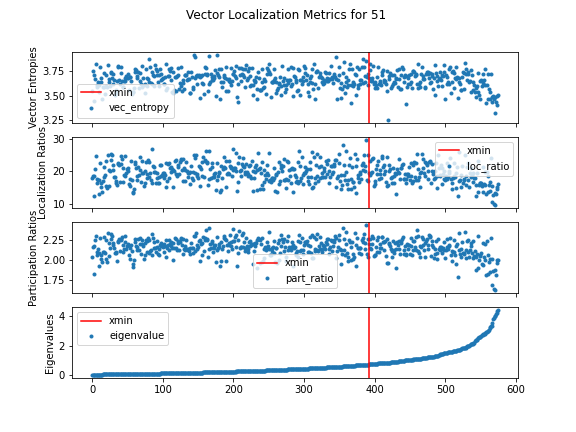 Vector Localization Metrics for 51
Vector Entropies
3.75
3.50
3.25
xmin
vec_entropy
Localization Ratios
30
20
10
xmin
loc_ratio
Participation Ratios
2.25
2.00
1.75
xmin
part_ratio
Eigenvalues
4
2
0
xmin
eigenvalue
0 100 200 300 400 500 600